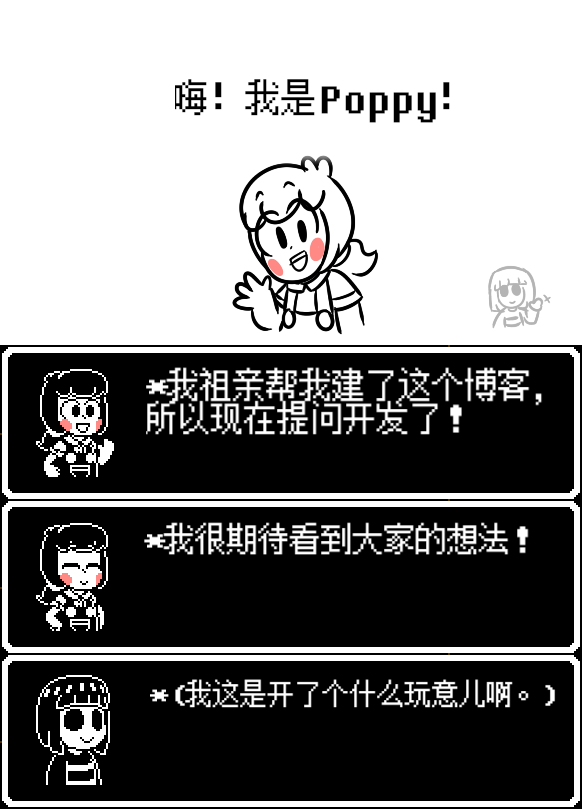 嗨！我是Poppy!
*我祖亲帮我建了这个博客，
所以现在提问开发了！
*我很期待看到大家的想法！
*(我这是开了个什么玩意儿啊。)